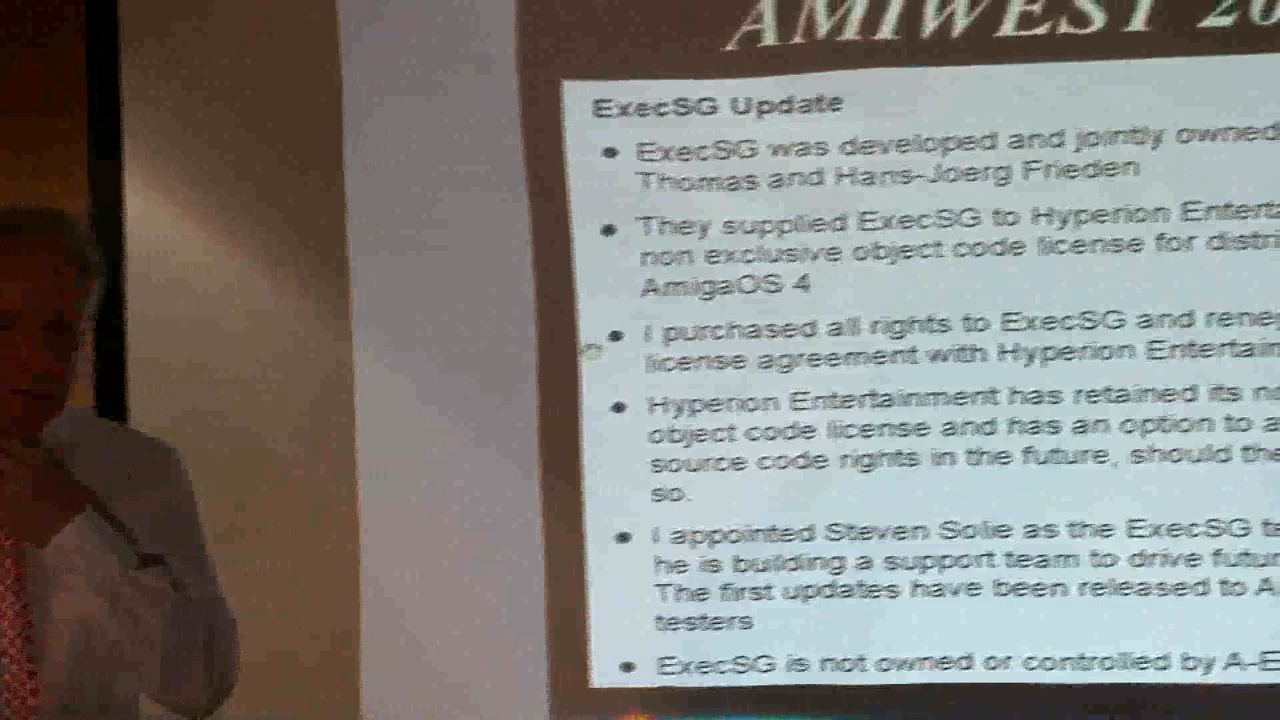 AMIWEST 20
ExecSG Update
• ExecSG was developed and jointly owned
Thomas and Hans-Joerg Frieden
• They supplied ExecSG to Hyperion Entert
non exclusive object code license for distri
AmigaOS 4
• I purchased all rights to ExecSG and rene
license agreement with Hyperion Entertain
• Hyperion Entertainment has retained its n
object code license and has an option to a
source code rights in the future, should the
so.
• I appointed Steven Solie as the ExecSG t
he is building a support team to drive futur
The first updates have been released to A
testers
• ExecSG is not owned or controlled by A-E